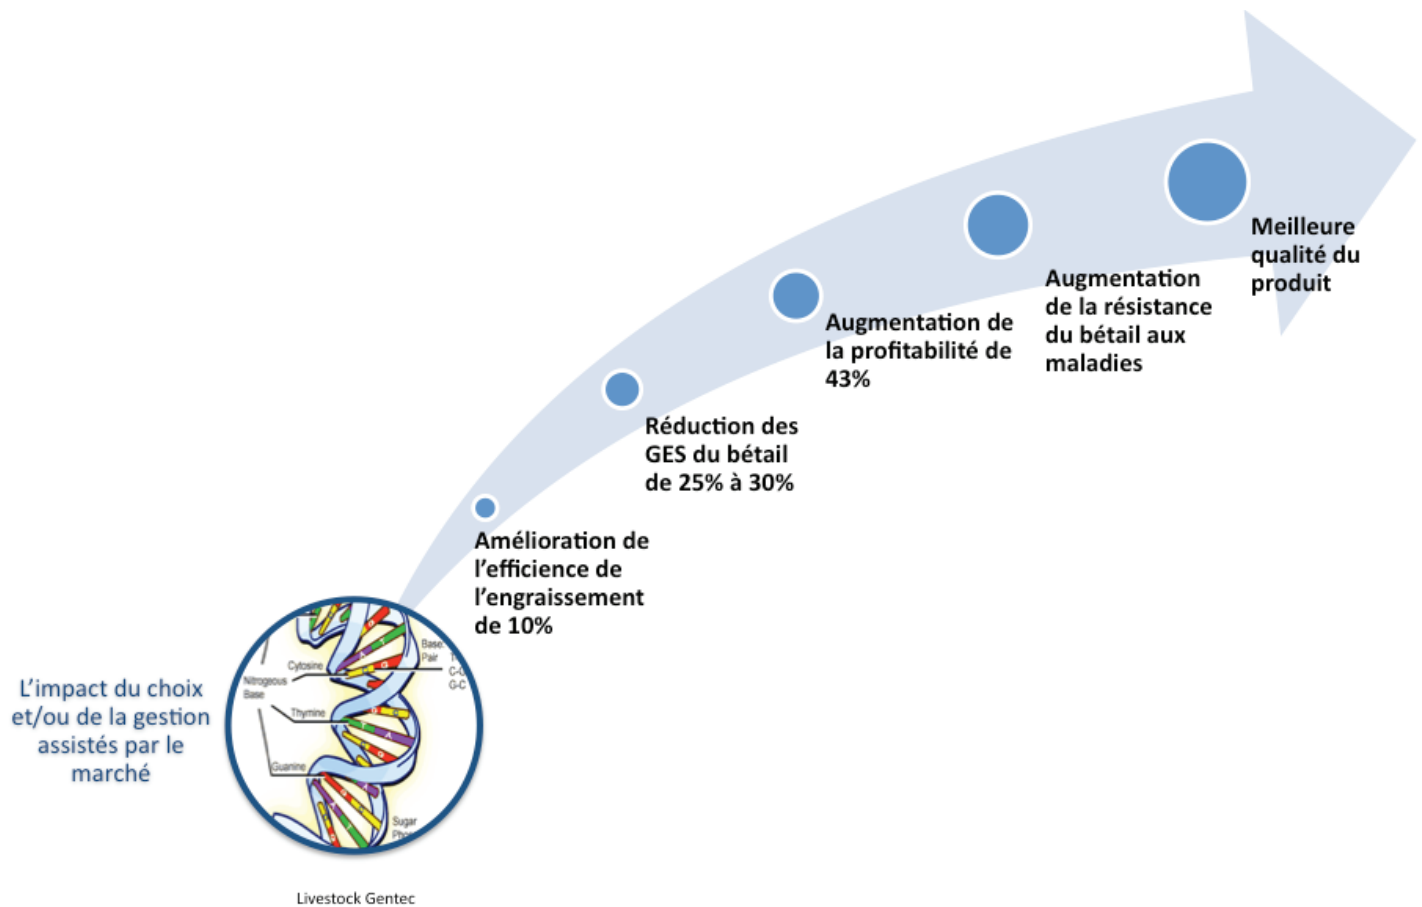 Meilleure
qualité du
produit
Augmentation
de la résistance
du bétail aux
maladies
Augmentation de
la profitabilité de
43%
Réduction des
GES du bétail
de 25% à 30%
Amélioration de
l'efficience de
l'engraissement
de 10%
L'impact du choix
et/ou de la gestion
assistés par le
marché
Base
Pair
C-G
G-C
Cytosine
Nitrogeous
Base
Thymine
Guanine
Sugar
Livestock Gentec